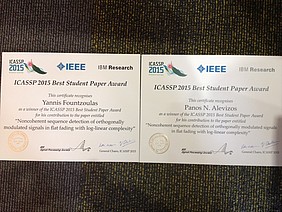 ICASSP
2015
IEEE
IBM Research
ICASSP 2015 Best Student Paper Award
This certificate recognizes
Yannis Fountzoulas
as a winner of the ICASSP 2015 Best Student Paper Award
for his contribution to the paper entitled
"Noncoherent sequence detection of orthogonally
modulated signals in flat fading with log-linear complexity"
ICASSP
2015
IEEE
IBM Research
ICASSP 2015 Best Student Paper Award
This certificate recognizes
Panos N. Alevizos
as a winner of the ICASSP 2015 Best Student Paper Award
for his contribution to the paper entitled
"Noncoherent sequence detection of orthogonally
modulated signals in flat fading with log-linear complexity"
General Chairs ICASSP 2015